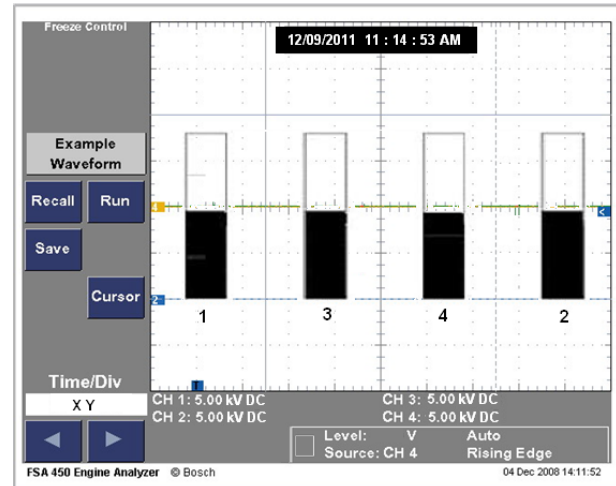 Freeze Control
12/09/2011 11 : 14 : 53 AM
Example
Waveform
Recall Run
Save
Cursor
4
2
1 3 4 2
T
Time/Div
X Y
CH 1: 5.00 kV DC CH 3: 5.00 kV DC
CH 2: 5.00 kV DC CH 4: 5.00 kV DC
Level: V Auto
Source: CH 4 Rising Edge
FSA 450 Engine Analyzer © Bosch 04 Dec 2008 14:11:52